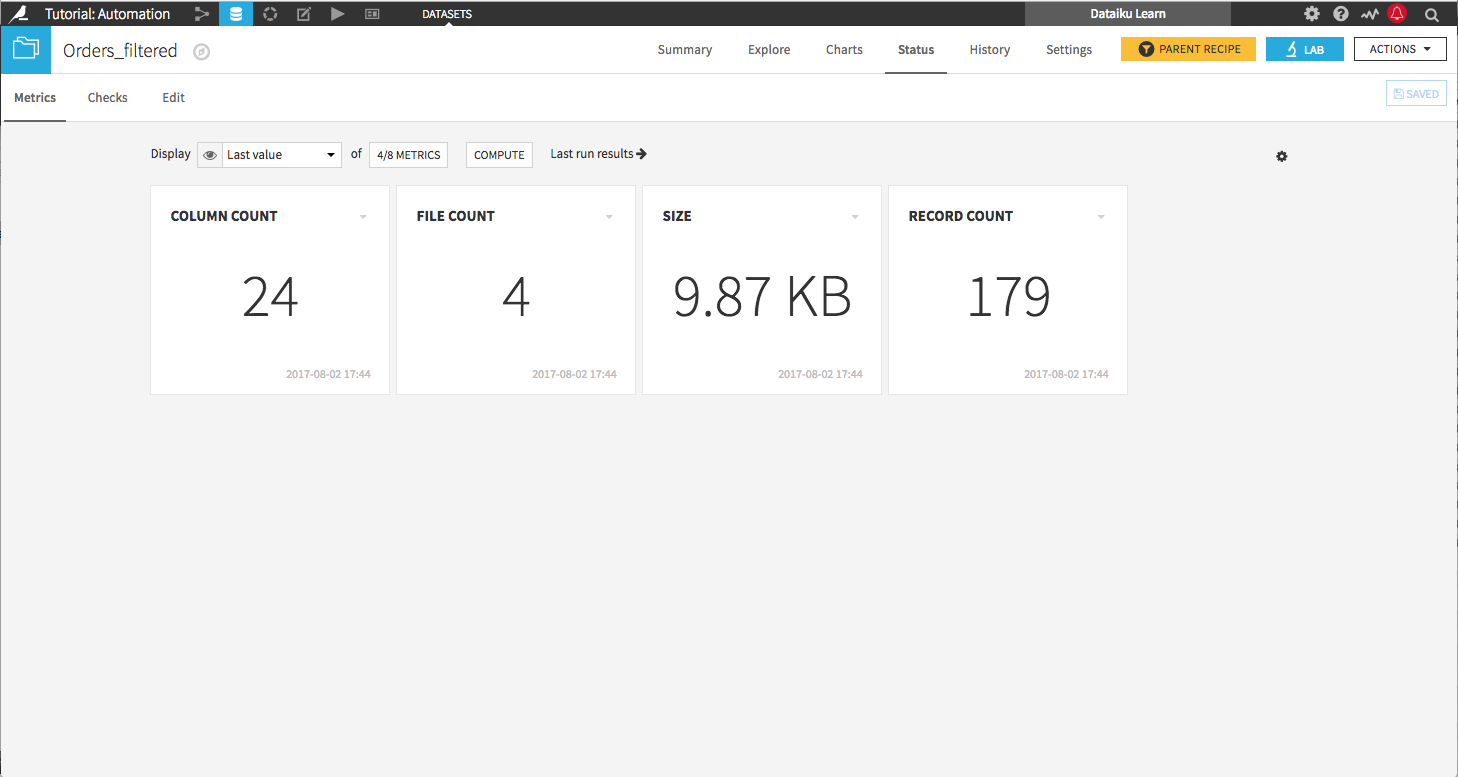 Tutorial: Automation DATASETS Dataiku Learn
Orders_filtered Summary Explore Charts Status History Settings PARENT RECIPE LAB ACTIONS
Metrics Checks Edit SAVED
Display Last value of 4/8 METRICS COMPUTE Last run results
COLUMN COUNT FILE COUNT SIZE RECORD COUNT
24 4 9.87 KB 179
2017-08-02 17:44 2017-08-02 17:44 2017-08-02 17:44 2017-08-02 17:44